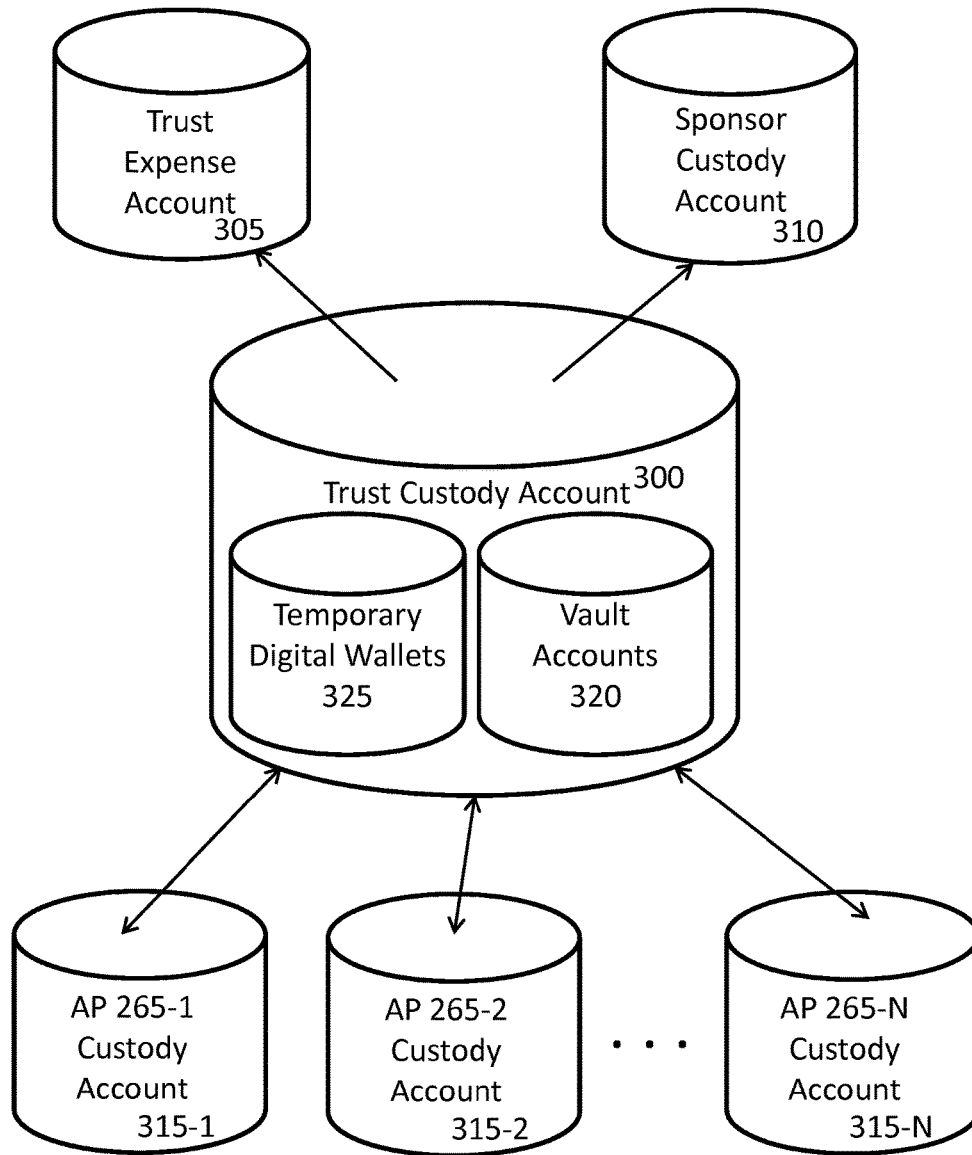 Trust
Expense
Account
305
Sponsor
Custody
Account
310
Trust Custody Account 300
Temporary
Digital Wallets
325
Vault
Accounts
320
AP 265-1
Custody
Account
315-1
AP 265-2
Custody
Account
315-2
. . .
AP 265-N
Custody
Account
315-N